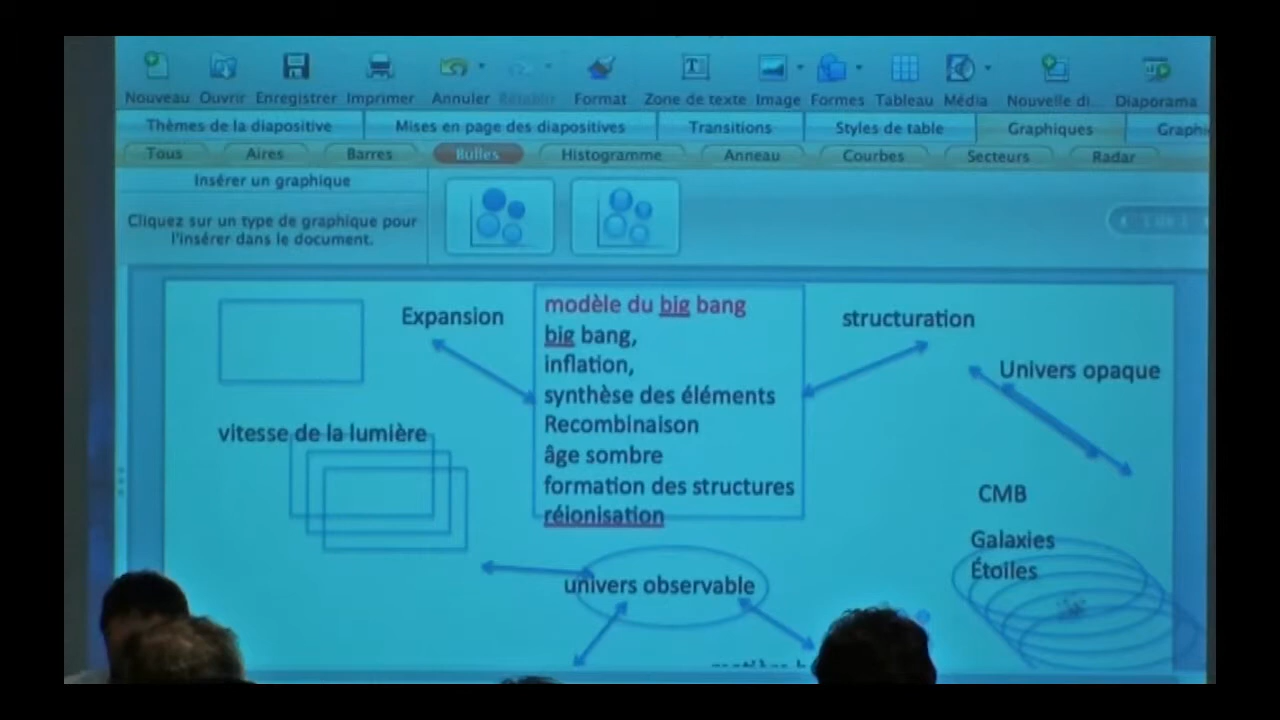 Nouveau Ouvrir Enregistrer Imprimer Annuler Rétablir Format Zone de texte Image Formes Tableau Média Nouvelle di... Diaporama
Thèmes de la diapositive Mises en page des diapositives Transitions Styles de table Graphiques
Tous Aires Barres Bulles Histogramme Anneau Courbes Secteurs Radar
Insérer un graphique
Cliquez sur un type de graphique pour
l'insérer dans le document.
1 de 1
Expansion
modèle du big bang
big bang,
inflation,
synthèse des éléments
Recombinaison
âge sombre
formation des structures
réionisation
structuration
Univers opaque
vitesse de la lumière
CMB
Galaxies
Étoiles
univers observable